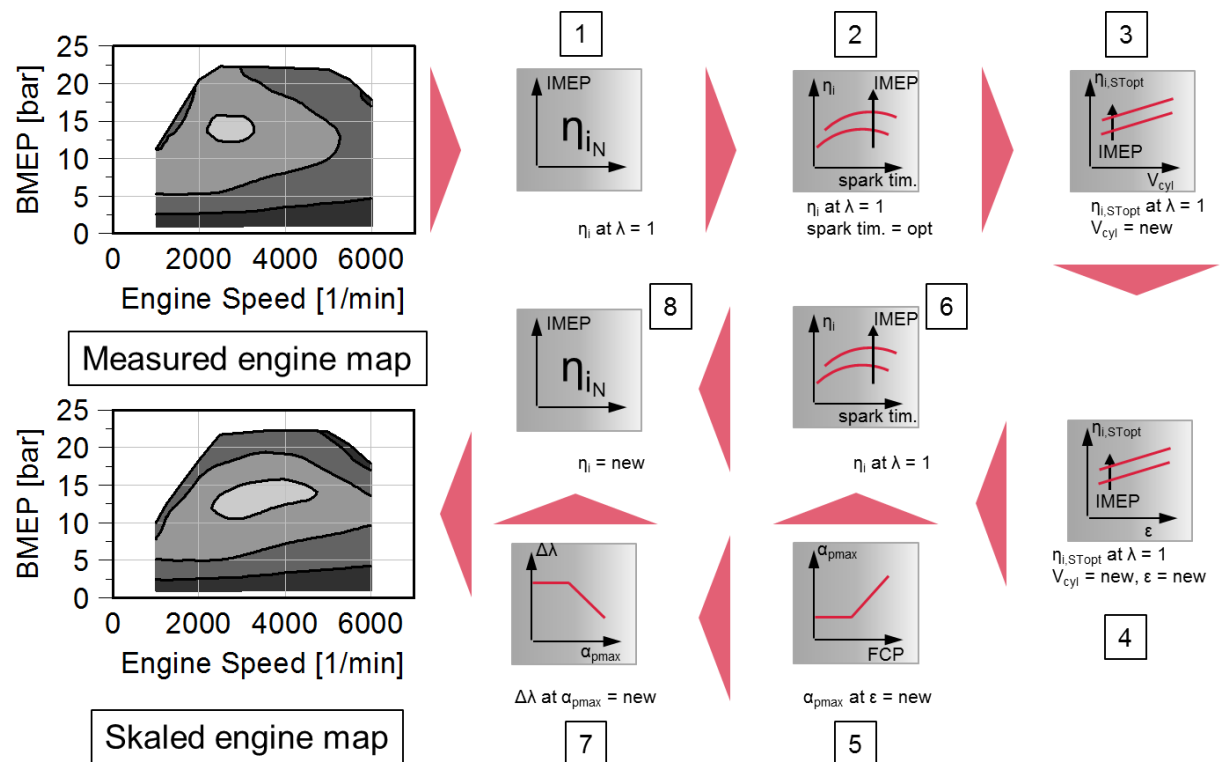 25
20
15
10
5
0
BMEP [bar]
0
2000
4000
6000
Engine Speed [1/min]
Measured engine map
1
IMEP
ηi
N
ηi at λ = 1
2
ηi
IMEP
spark tim.
ηi at λ = 1
spark tim. = opt
3
ηi,STopt
IMEP
Vcyl
ηi,STopt at λ = 1
Vcyl = new
4
ηi,STopt
IMEP
ε
ηi,STopt at λ = 1
Vcyl = new, ε = new
5
αpmax
FCP
αpmax at ε = new
6
ηi
IMEP
spark tim.
ηi at λ = 1
7
Δλ
αpmax
Δλ at αpmax = new
8
IMEP
ηi
N
ηi = new
25
20
15
10
5
0
BMEP [bar]
0
2000
4000
6000
Engine Speed [1/min]
Skaled engine map